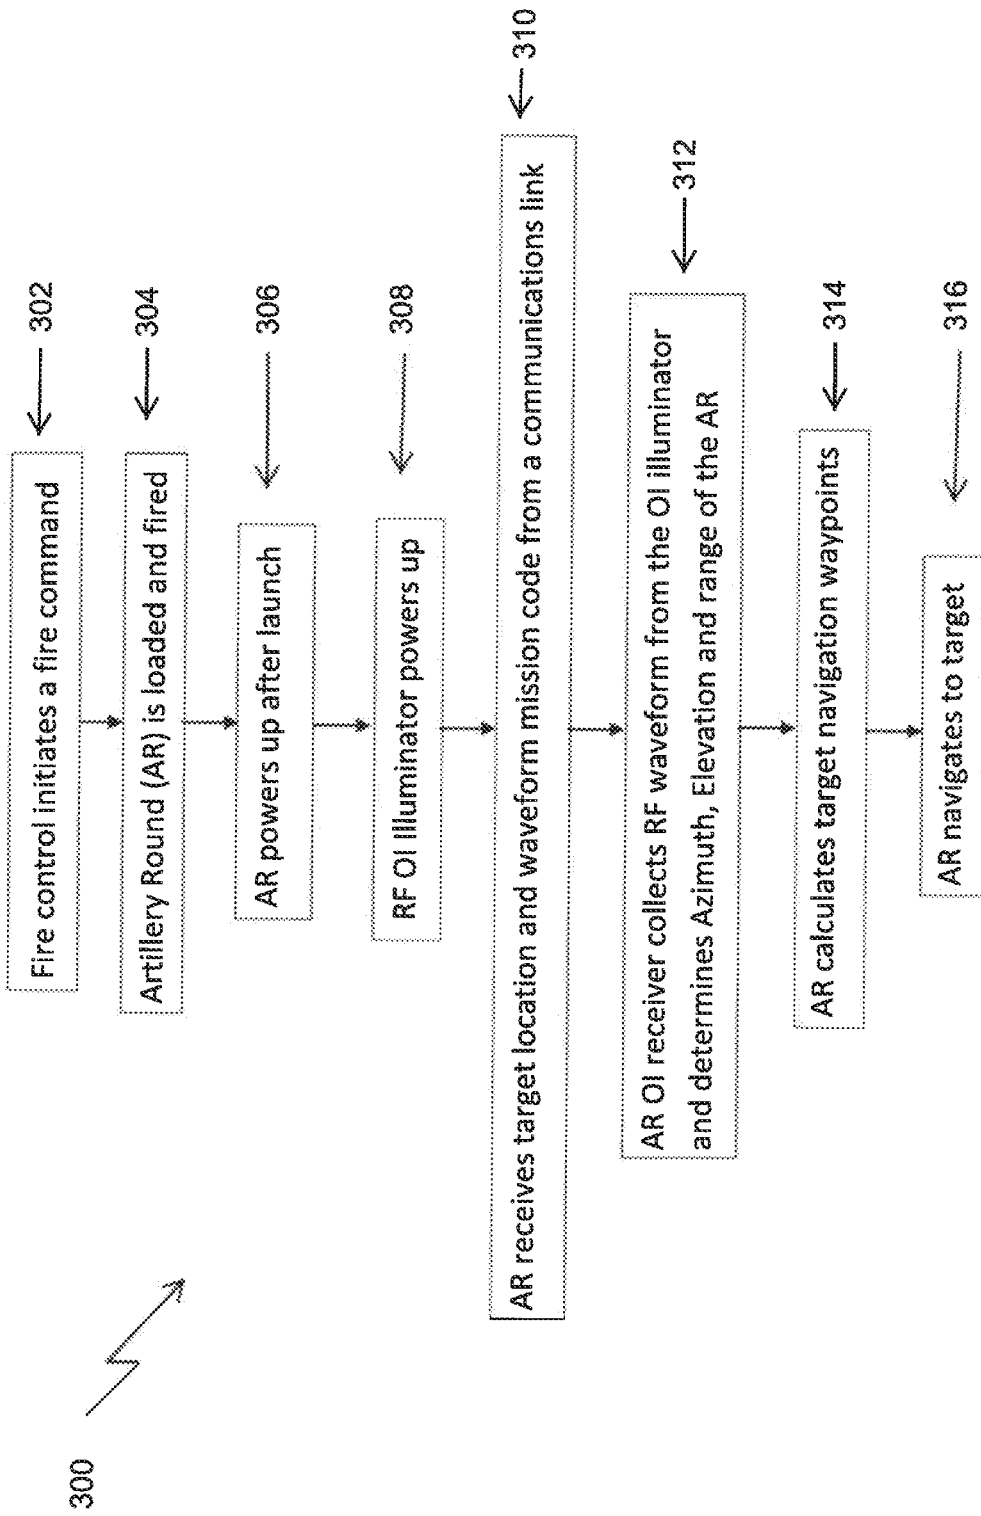 300
Fire control initiates a fire command
302
Artillery Round (AR) is loaded and fired
304
AR powers up after launch
306
RF OI Illuminator powers up
308
AR receives target location and waveform mission code from a communications link
310
AR OI receiver collects RF waveform from the OI illuminator
and determines Azimuth, Elevation and range of the AR
312
AR calculates target navigation waypoints
314
AR navigates to target
316